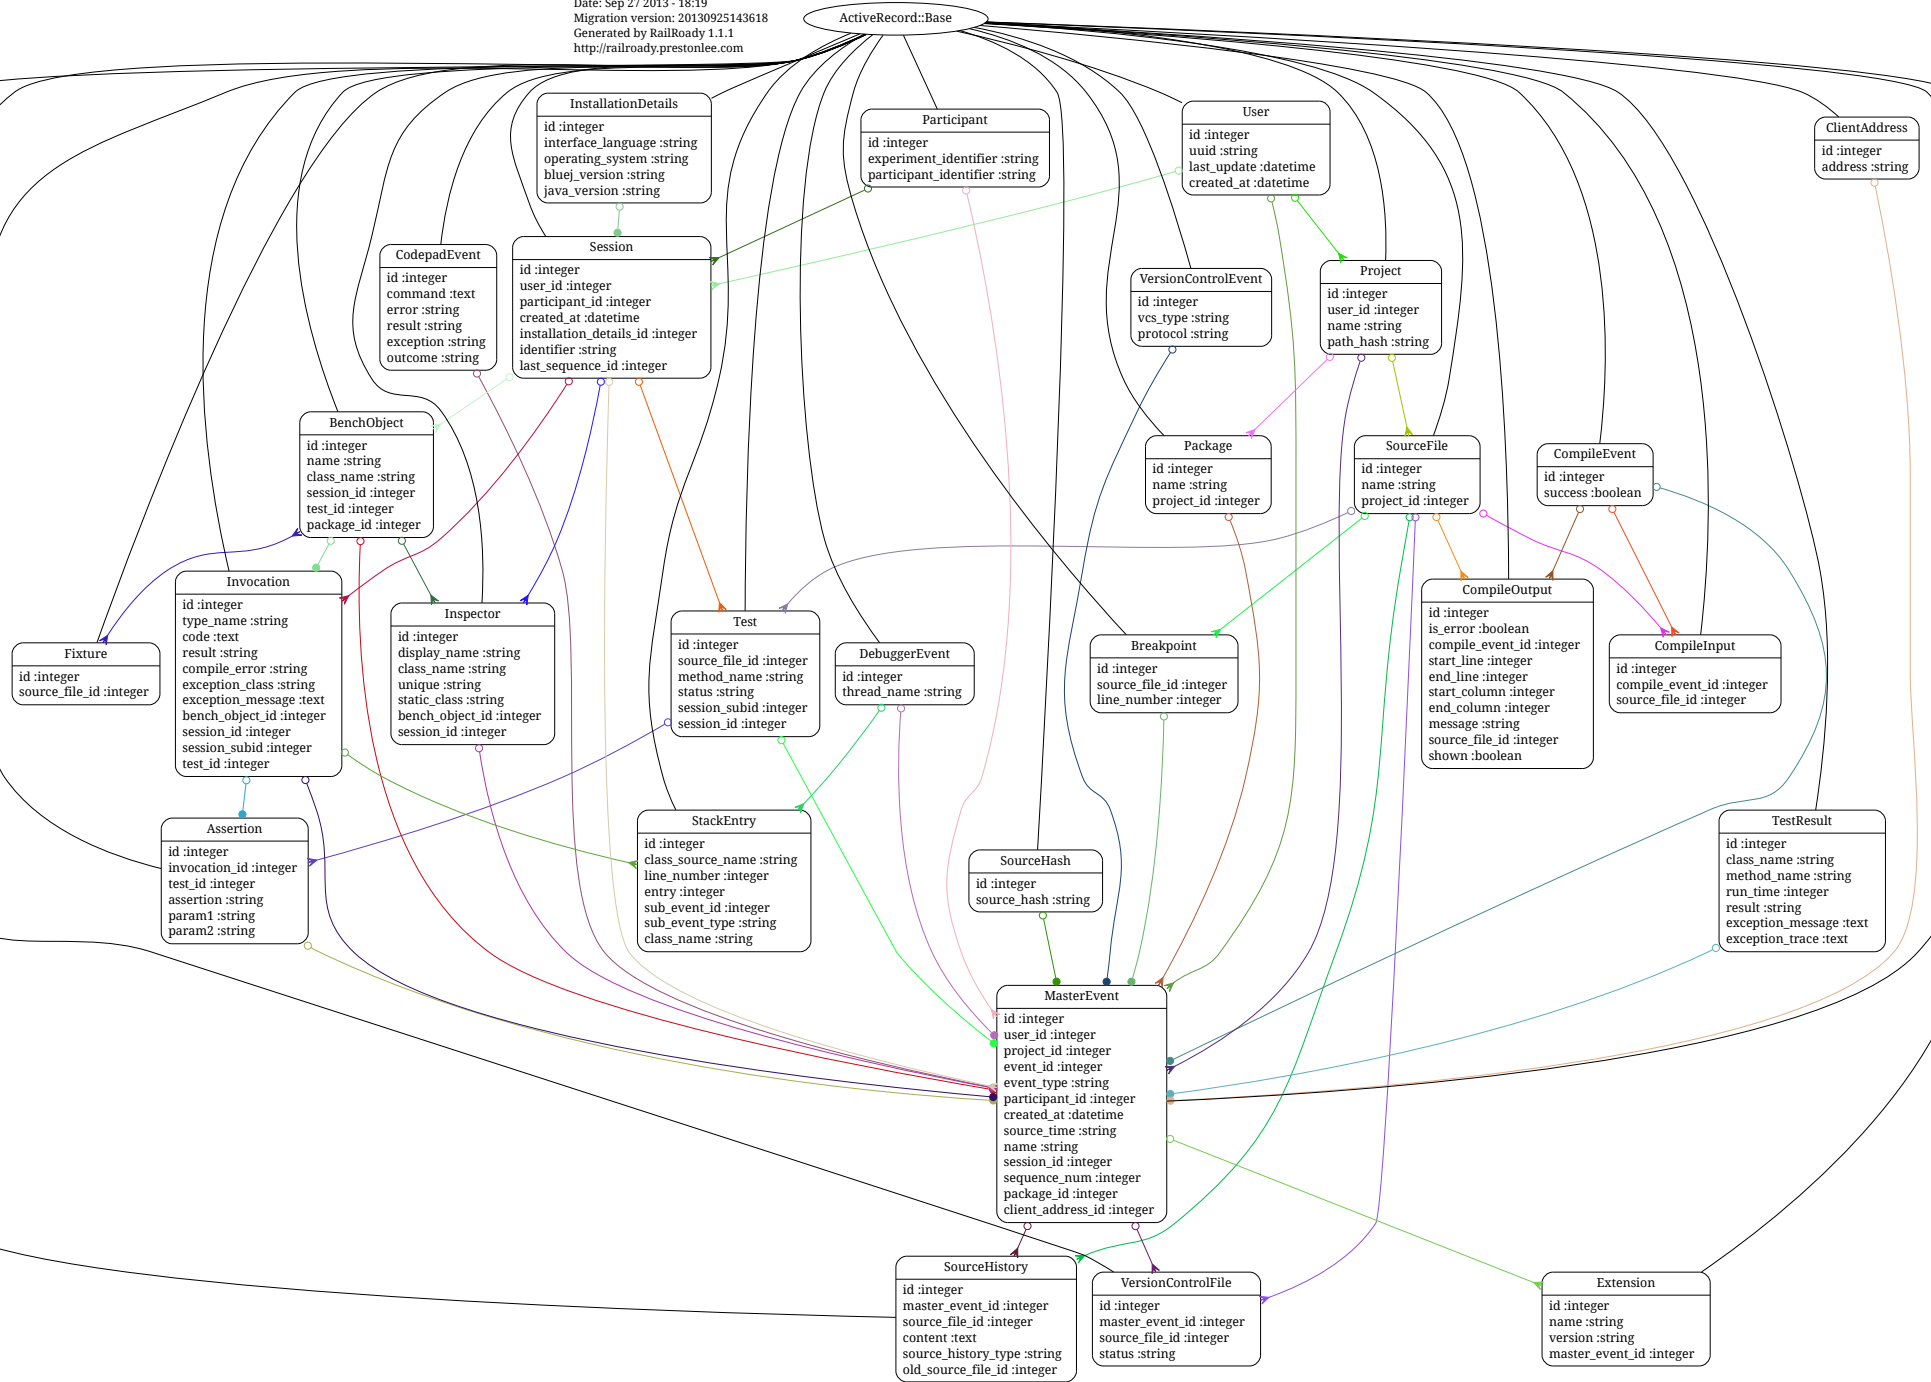 Date: Sep 27 2013 - 18:19
Migration version: 20130925143618
Generated by RailRoady 1.1.1
http://railroady.prestonlee.com
ActiveRecord::Base
InstallationDetails
id :integer
interface_language :string
operating_system :string
bluej_version :string
java_version :string
Participant
id :integer
experiment_identifier :string
participant_identifier :string
User
id :integer
uuid :string
last_update :datetime
created_at :datetime
ClientAddress
id :integer
address :string
CodepadEvent
id :integer
command :text
error :string
result :string
exception :string
outcome :string
Session
id :integer
user_id :integer
participant_id :integer
created_at :datetime
installation_details_id :integer
identifier :string
last_sequence_id :integer
VersionControlEvent
id :integer
vcs_type :string
protocol :string
Project
id :integer
user_id :integer
name :string
path_hash :string
BenchObject
id :integer
name :string
class_name :string
session_id :integer
test_id :integer
package_id :integer
Package
id :integer
name :string
project_id :integer
SourceFile
id :integer
name :string
project_id :integer
CompileEvent
id :integer
success :boolean
Fixture
id :integer
source_file_id :integer
Invocation
id :integer
type_name :string
code :text
result :string
compile_error :string
exception_class :string
exception_message :text
bench_object_id :integer
session_id :integer
session_subid :integer
test_id :integer
Inspector
id :integer
display_name :string
class_name :string
unique :string
static_class :string
bench_object_id :integer
session_id :integer
Test
id :integer
source_file_id :integer
method_name :string
status :string
session_subid :integer
session_id :integer
DebuggerEvent
id :integer
thread_name :string
Breakpoint
id :integer
source_file_id :integer
line_number :integer
CompileOutput
id :integer
is_error :boolean
compile_event_id :integer
start_line :integer
end_line :integer
start_column :integer
end_column :integer
message :string
source_file_id :integer
shown :boolean
CompileInput
id :integer
compile_event_id :integer
source_file_id :integer
Assertion
id :integer
invocation_id :integer
test_id :integer
assertion :string
param1 :string
param2 :string
StackEntry
id :integer
class_source_name :string
line_number :integer
entry :integer
sub_event_id :integer
sub_event_type :string
class_name :string
SourceHash
id :integer
source_hash :string
TestResult
id :integer
class_name :string
method_name :string
run_time :integer
result :string
exception_message :text
exception_trace :text
MasterEvent
id :integer
user_id :integer
project_id :integer
event_id :integer
event_type :string
participant_id :integer
created_at :datetime
source_time :string
name :string
session_id :integer
sequence_num :integer
package_id :integer
client_address_id :integer
SourceHistory
id :integer
master_event_id :integer
source_file_id :integer
content :text
source_history_type :string
old_source_file_id :integer
VersionControlFile
id :integer
master_event_id :integer
source_file_id :integer
status :string
Extension
id :integer
name :string
version :string
master_event_id :integer